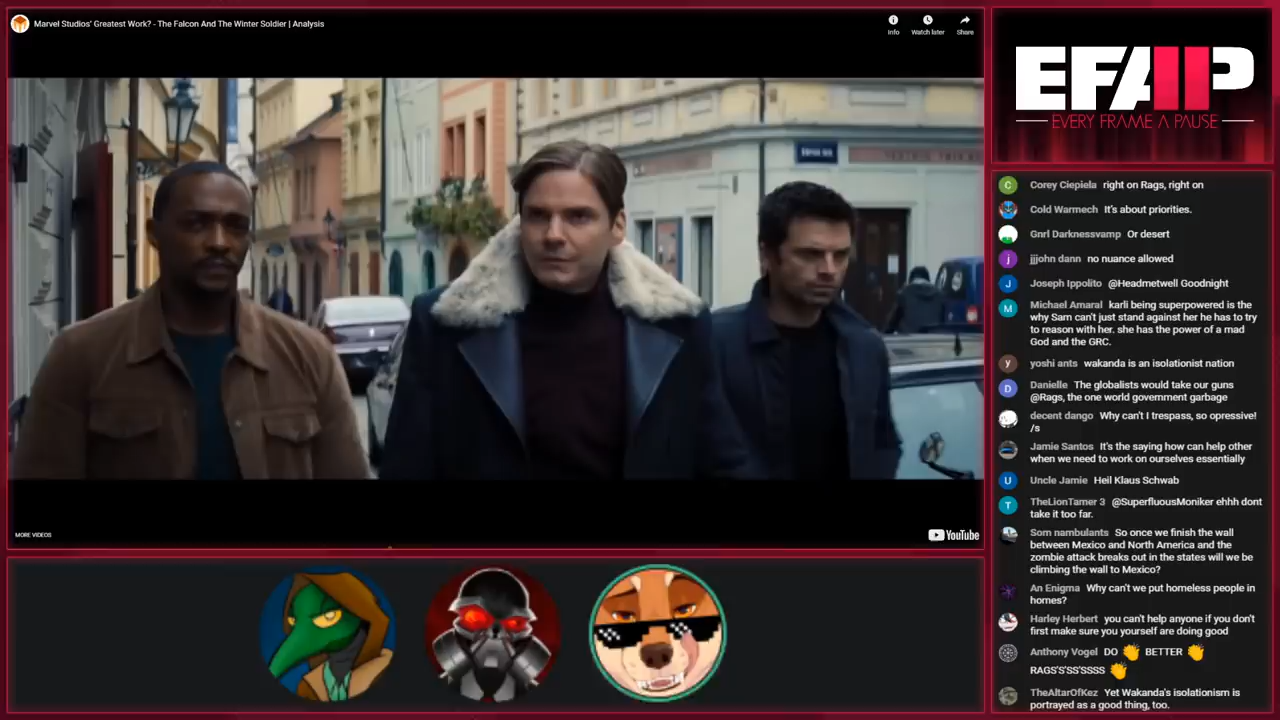 Marvel Studios' Greatest Work? - The Falcon And The Winter Soldier | Analysis
Info
Watch later
Share
MORE VIDEOS
YouTube
EFAP
EVERY FRAME A PAUSE
Corey Ciepiela right on Rags, right on
Cold Warmech It's about priorities.
Gnrl Darknessvamp Or desert
jjjohn dann no nuance allowed
Joseph Ippolito @Headmetwell Goodnight
Michael Amaral karli being superpowered is the
why Sam can't just stand against her he has to try
to reason with her. she has the power of a mad
God and the GRC.
yoshi ants wakanda is an isolationist nation
Danielle The globalists would take our guns
@Rags, the one world government garbage
decent dango Why can't I trespass, so opressive!
/s
Jamie Santos It's the saying how can help other
when we need to work on ourselves essentially
Uncle Jamie Heil Klaus Schwab
TheLionTamer 3 @SuperfluousMoniker ehhh dont
take it too far.
Som nambulants So once we finish the wall
between Mexico and North America and the
zombie attack breaks out in the states will we be
climbing the wall to Mexico?
An Enigma Why can't we put homeless people in
homes?
Harley Herbert you can't help anyone if you don't
first make sure you yourself are doing good
Anthony Vogel DO 👏 BETTER 👏
RAGS'S'SS'SSSS 👏
TheAltarOfKez Yet Wakanda's isolationism is
portrayed as a good thing, too.